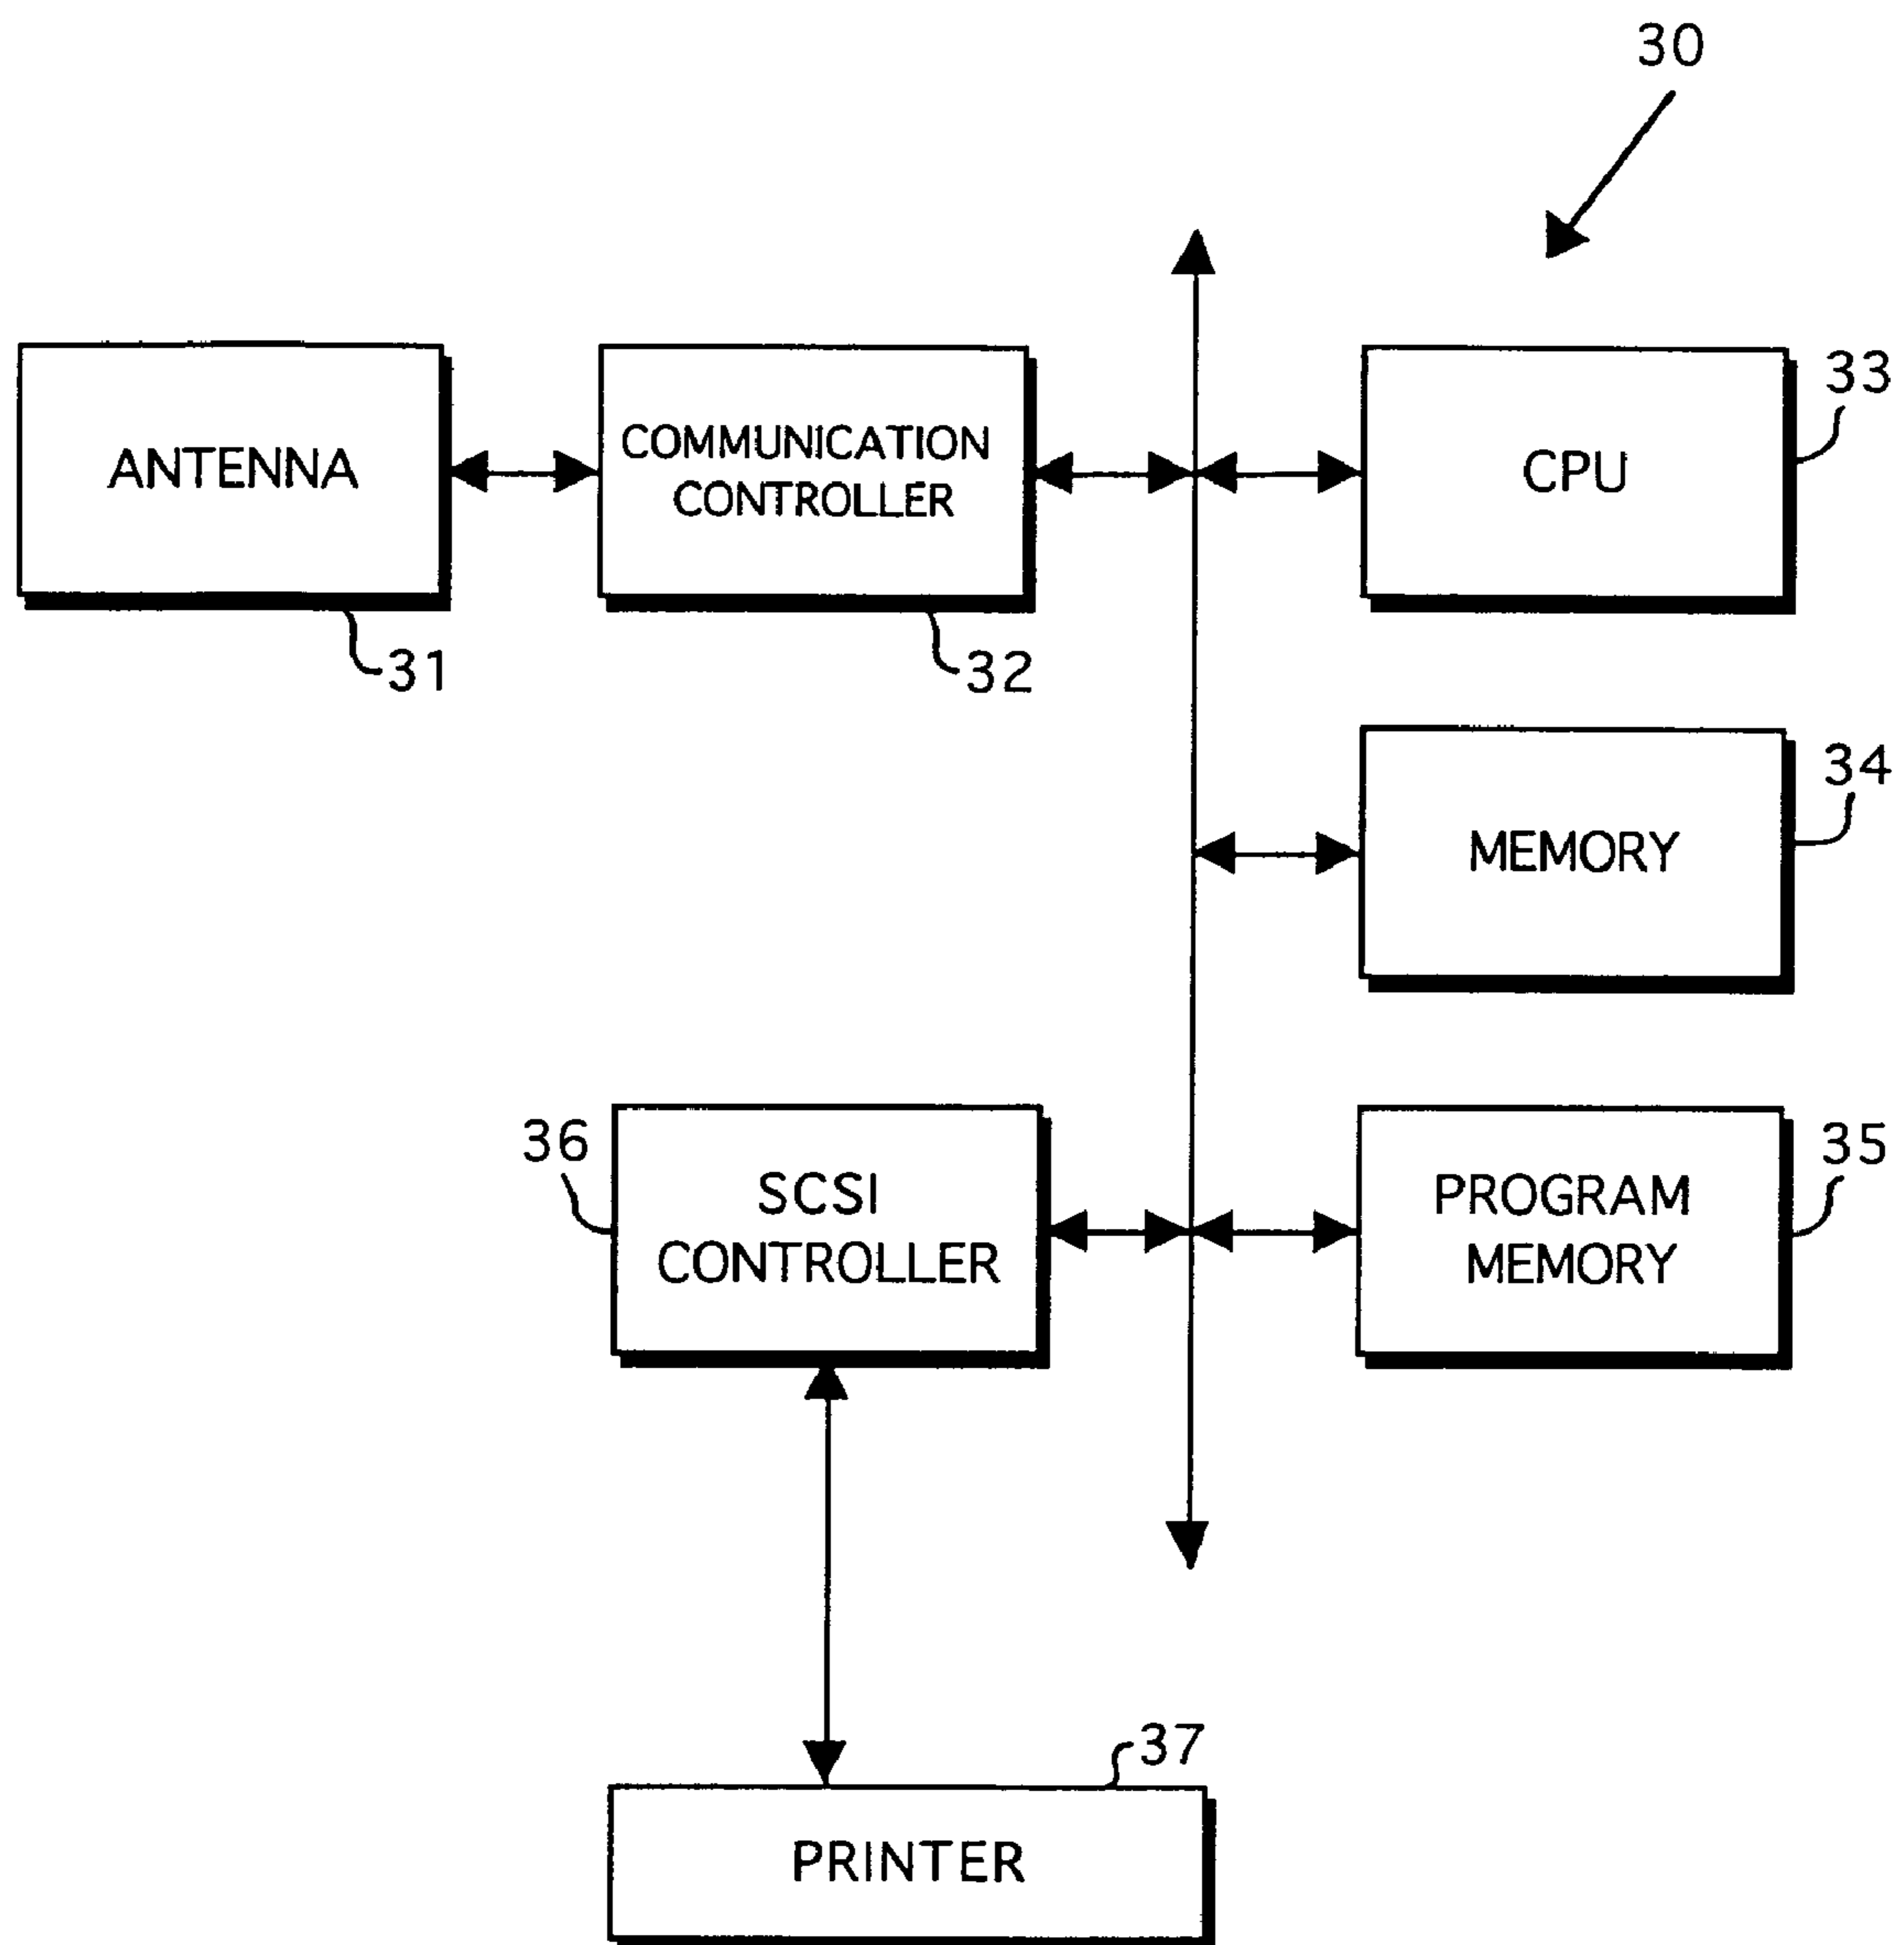 30
ANTENNA
COMMUNICATION
CONTROLLER
CPU
33
31
32
MEMORY
34
36
SCSI
CONTROLLER
PROGRAM
MEMORY
35
37
PRINTER